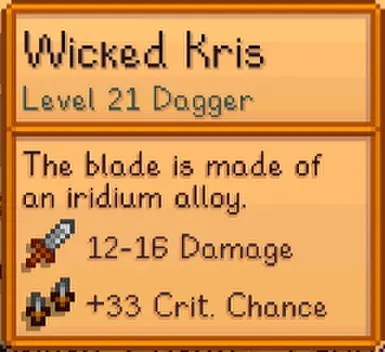 Wicked Kris
Level 21 Dagger
The blade is made of
an iridium alloy.
12-16 Damage
+33 Crit. Chance